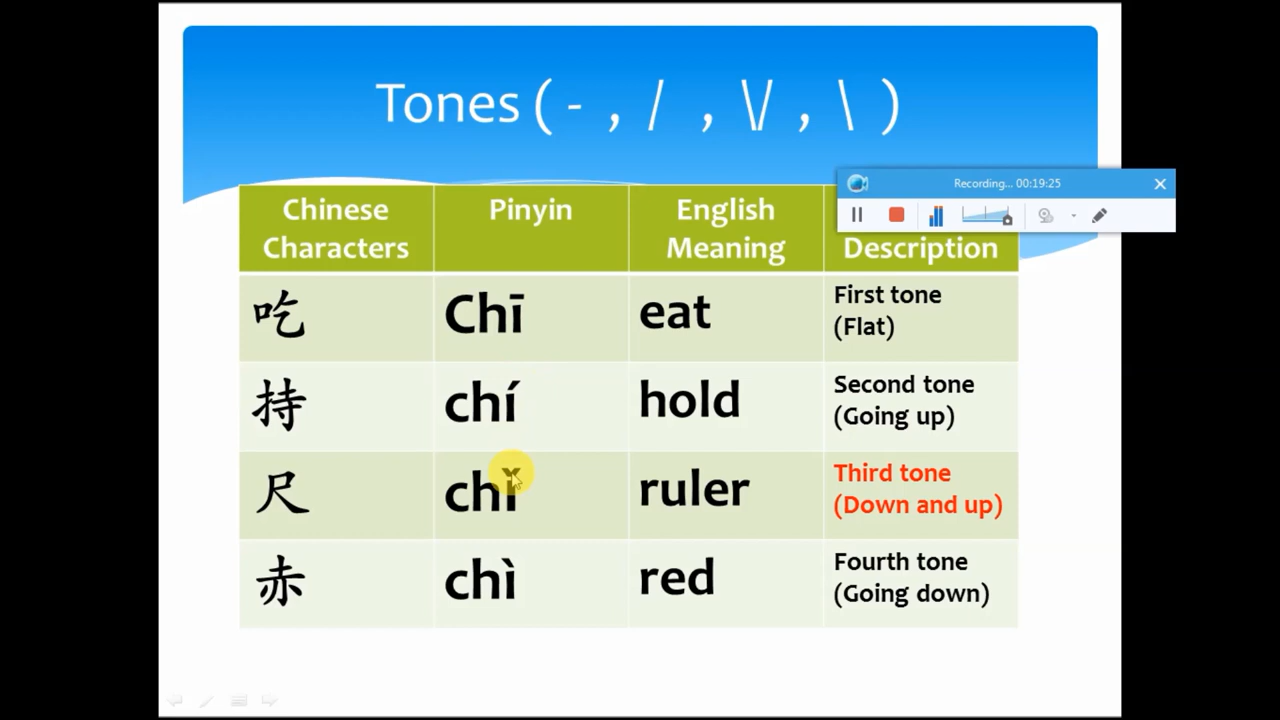 Tones ( - , / , \/ , \ )
Recording... 00:19:25
Chinese Characters
Pinyin
English Meaning
Description
吃
Chī
eat
First tone
(Flat)
持
chí
hold
Second tone
(Going up)
尺
chǐ
ruler
Third tone
(Down and up)
赤
chì
red
Fourth tone
(Going down)